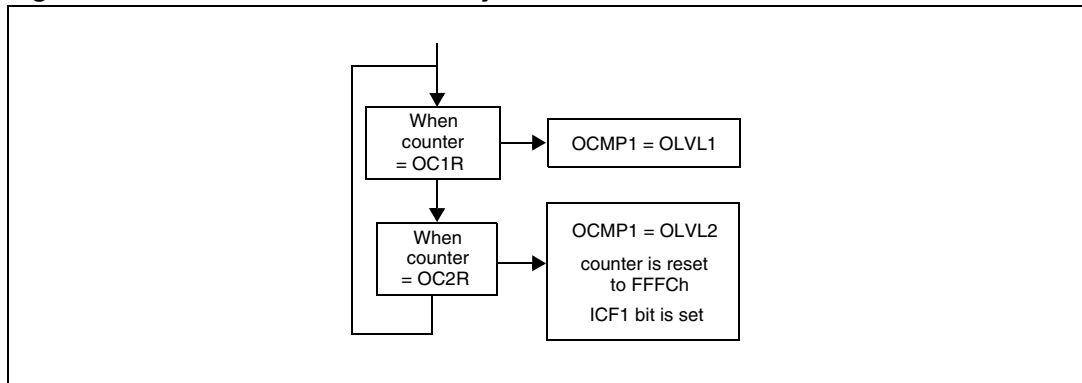 When
counter
= OC1R
OCMP1 = OLVL1
When
counter
= OC2R
OCMP1 = OLVL2
counter is reset
to FFFCh
ICF1 bit is set